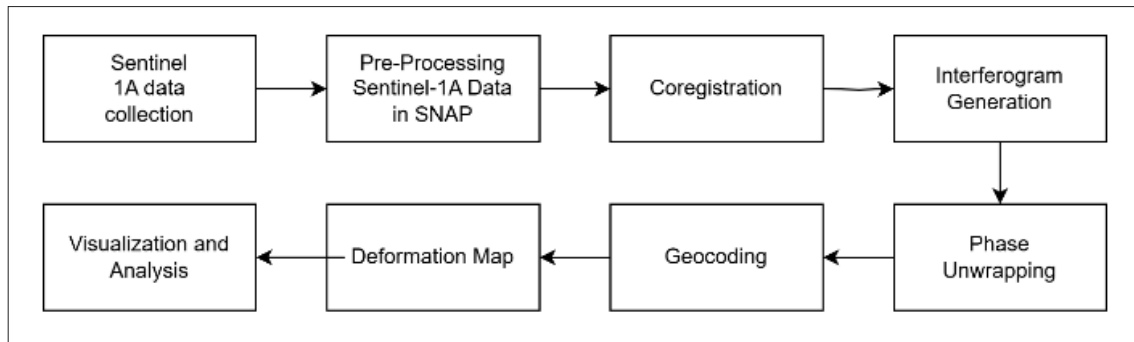 Sentinel
1A data
collection
Pre-Processing
Sentinel-1A Data
in SNAP
Coregistration
Interferogram
Generation
Phase
Unwrapping
Geocoding
Deformation Map
Visualization and
Analysis